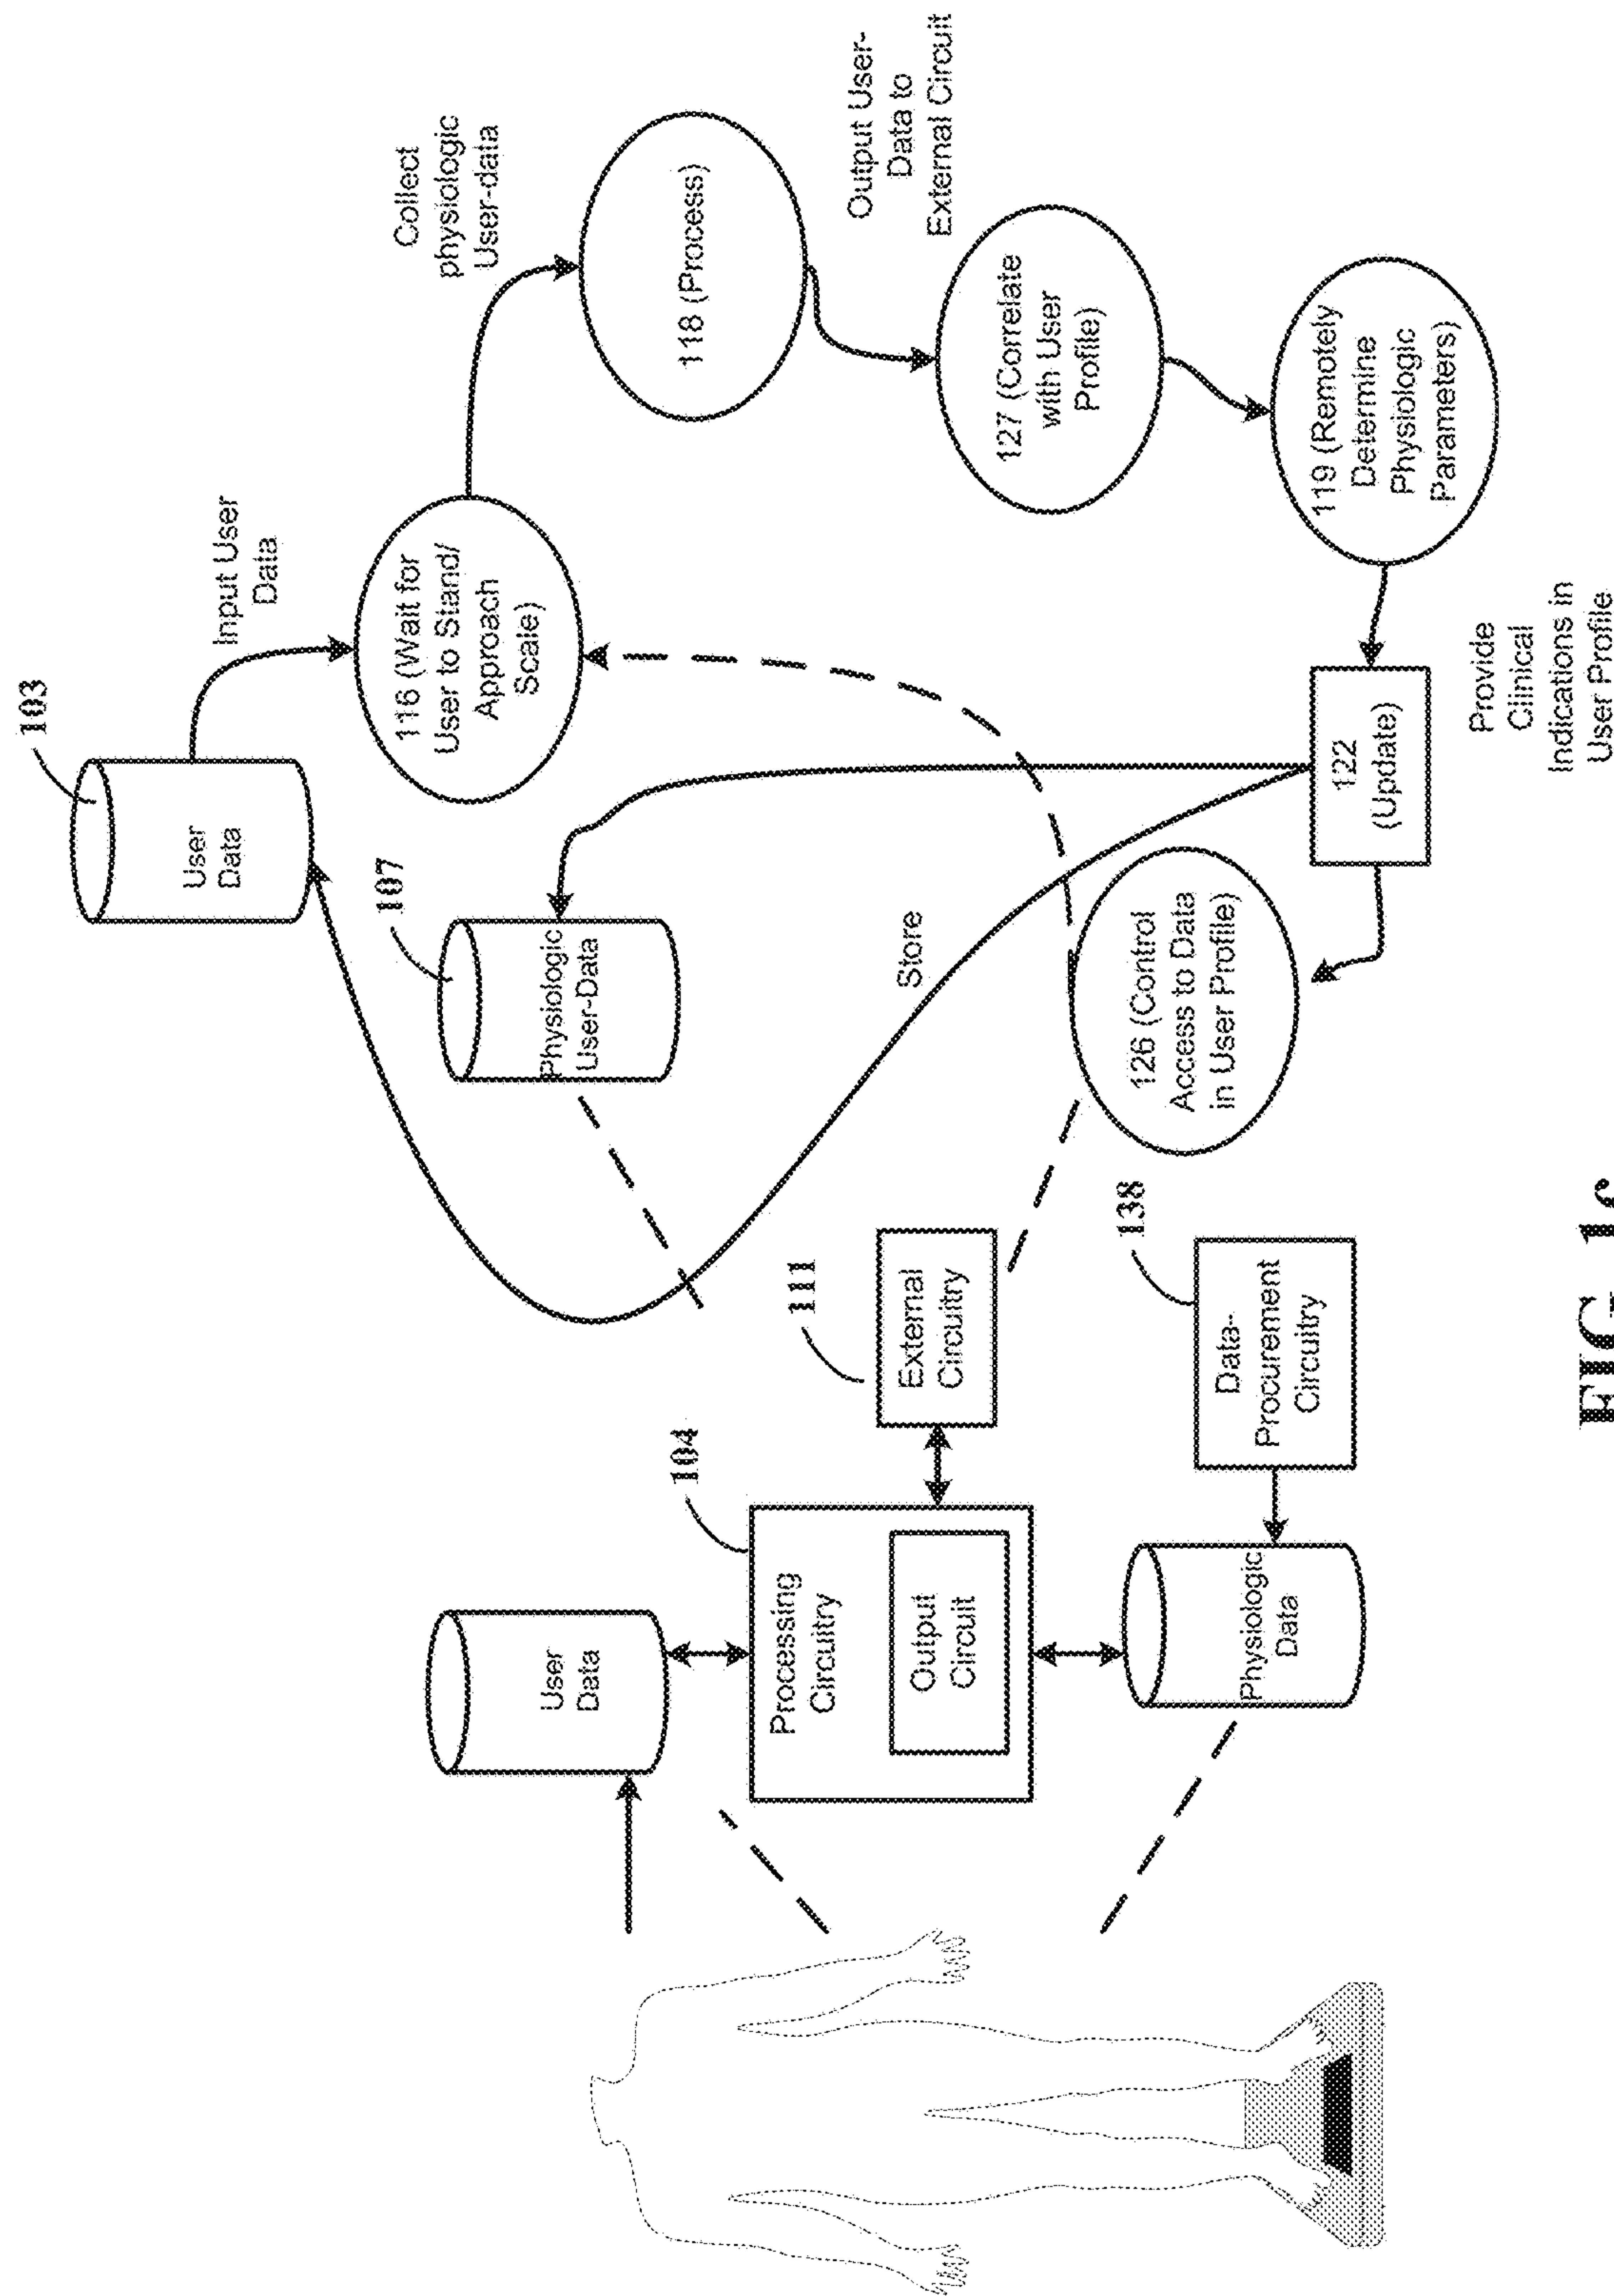 103
User
Data
Input User
Data
116 (Wait for
User to Stand/
Approach
Scale)
Collect
physiologic
User-data
118 (Process)
Output User-
Data to
External Circuit
127 (Correlate
with User
Profile)
119 (Remotely
Determine
Physiologic
Parameters)
Provide
Clinical
Indications in
User Profile
122
(Update)
107
Physiologic
User-Data
Store
126 (Control
Access to Data
in User Profile)
User
Data
104
Processing
Circuitry
Output
Circuit
111
External
Circuitry
138
Data-
Procurement
Circuitry
Physiologic
Data